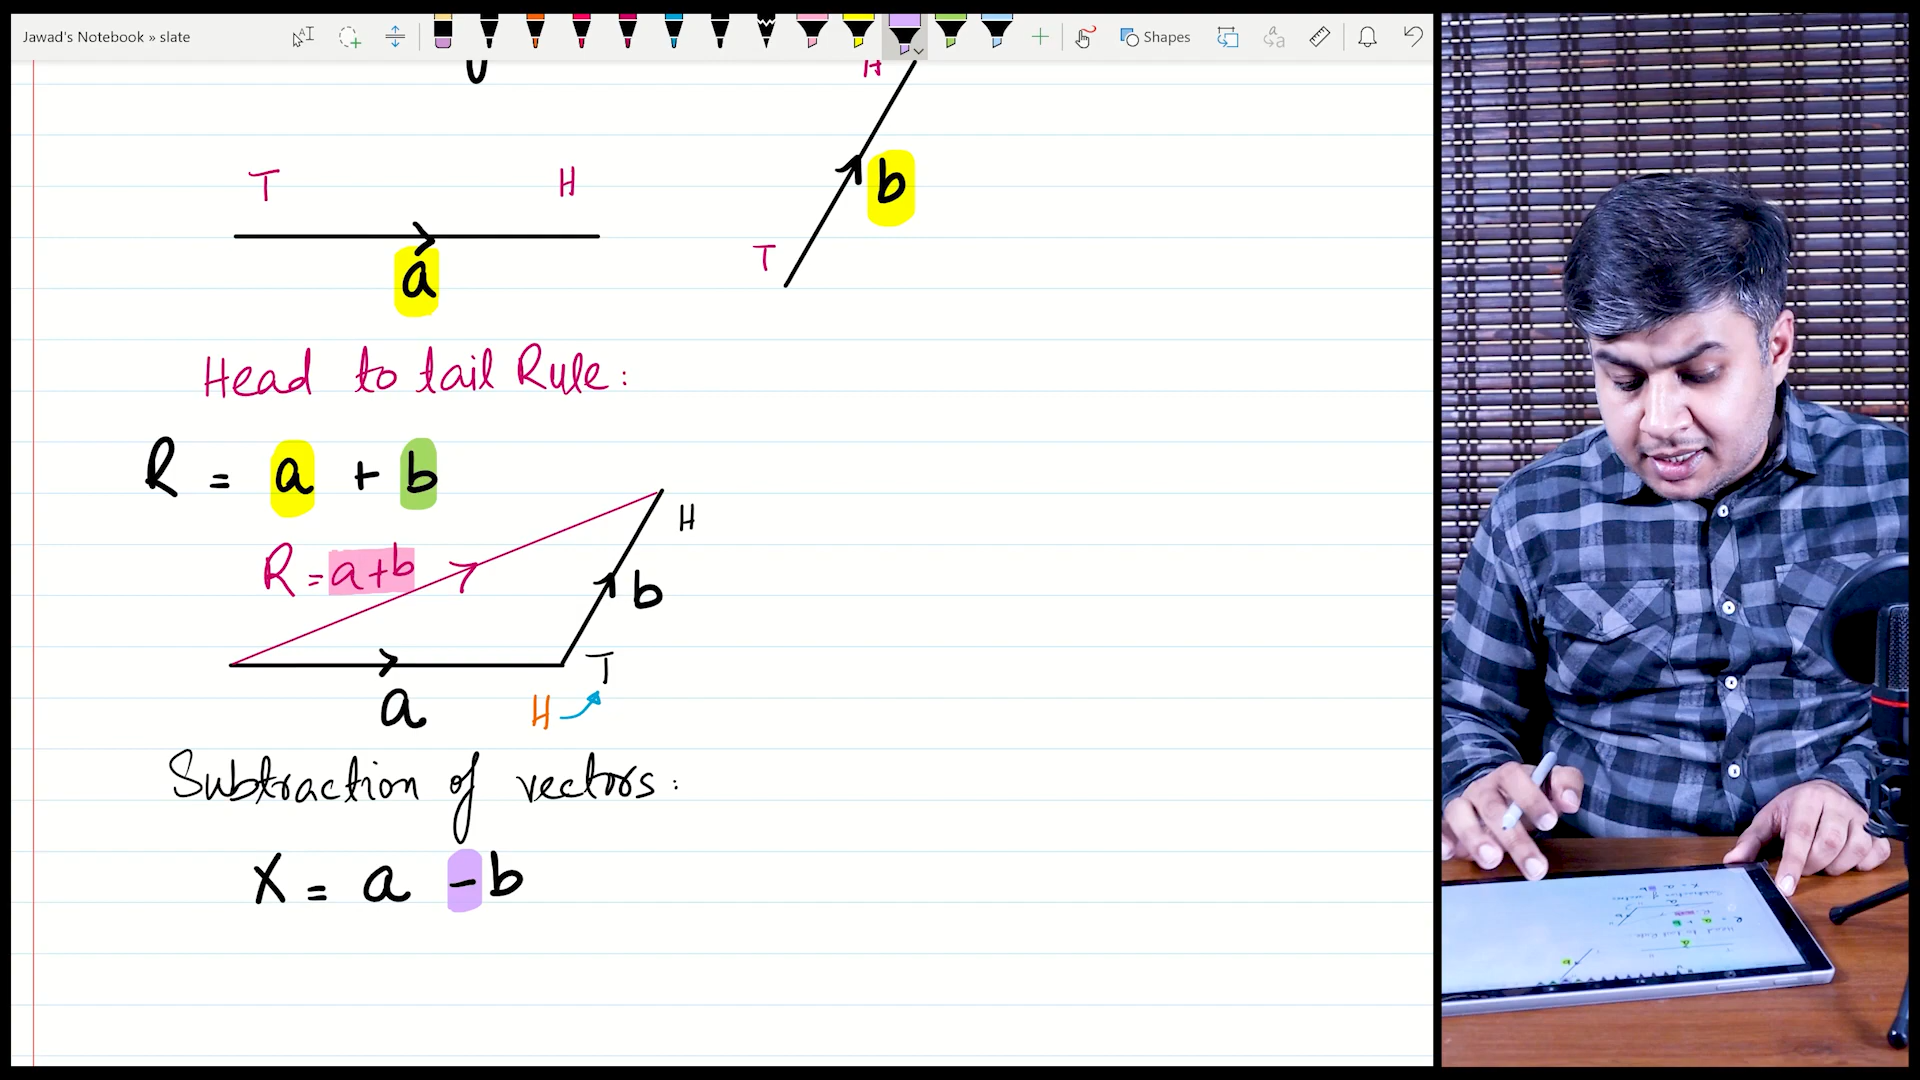 Jawad's Notebook » slate
Shapes
H
T H
b
T
a
Head to tail Rule:
R = a + b
H
R = a+b
b
T
a H
Subtraction of vectors:
X = a - b